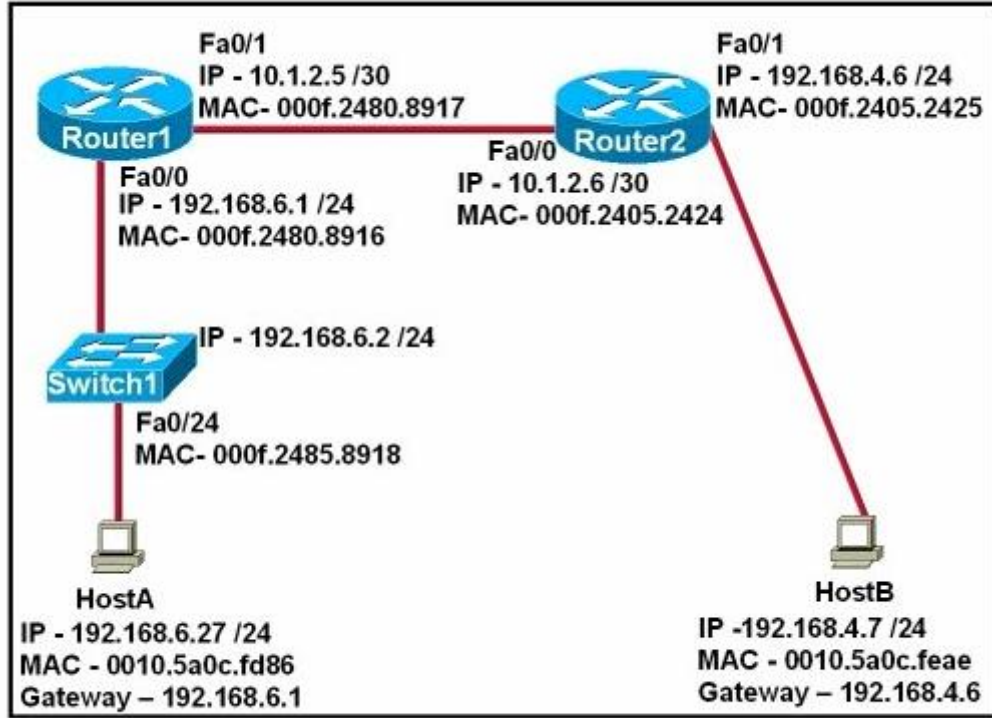 Fa0/1
IP - 10.1.2.5 /30
MAC- 000f.2480.8917
Router1
Fa0/0
IP - 192.168.6.1 /24
MAC- 000f.2480.8916
Fa0/1
IP - 192.168.4.6 /24
MAC- 000f.2405.2425
Router2
Fa0/0
IP - 10.1.2.6 /30
MAC- 000f.2405.2424
IP - 192.168.6.2 /24
Switch1
Fa0/24
MAC- 000f.2485.8918
HostA
IP - 192.168.6.27 /24
MAC - 0010.5a0c.fd86
Gateway – 192.168.6.1
HostB
IP -192.168.4.7 /24
MAC - 0010.5a0c.feae
Gateway – 192.168.4.6